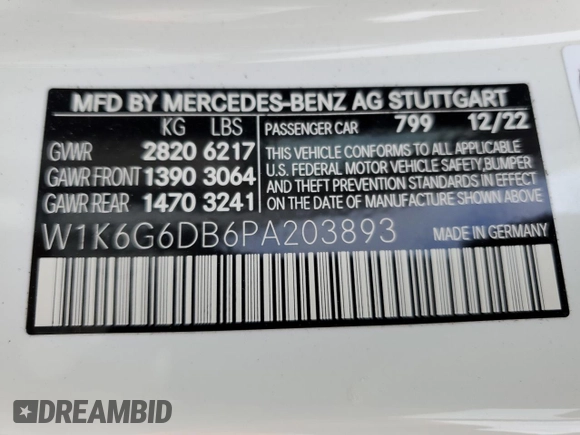 MFD BY MERCEDES-BENZ AG STUTTGART
KG LBS PASSENGER CAR 799 12/22
GVWR 2820 6217
GAWR FRONT 1390 3064
GAWR REAR 1470 3241
THIS VEHICLE CONFORMS TO ALL APPLICABLE
U.S. FEDERAL MOTOR VEHICLE SAFETY, BUMPER
AND THEFT PREVENTION STANDARDS IN EFFECT
ON THE DATE OF MANUFACTURE SHOWN ABOVE
W1K6G6DB6PA203893 MADE IN GERMANY
DREAMBID